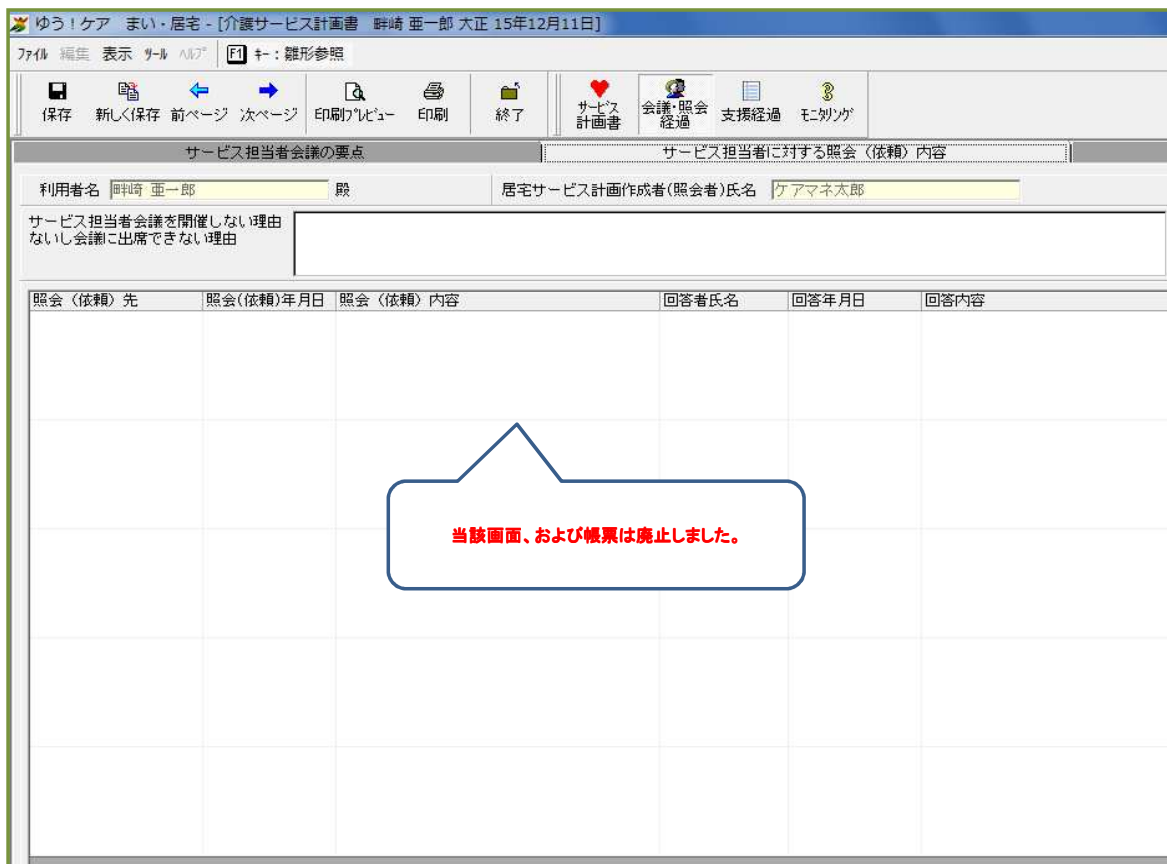 ゆう！ケア　まい・居宅 - [介護サービス計画書　畔崎 亜一郎 大正 15年12月11日]
ﾌｧｲﾙ 編集 表示 ﾂｰﾙ ﾍﾙﾌﾟ F1 ｷｰ：雛形参照
保存 新しく保存 前ページ 次ページ 印刷ﾌﾟﾚﾋﾞｭｰ 印刷 終了 ｻｰﾋﾞｽ計画書 会議・照会経過 支援経過 ﾓﾆﾀﾘﾝｸﾞ
サービス担当者会議の要点 サービス担当者に対する照会（依頼）内容
利用者名 畔崎 亜一郎 殿 居宅サービス計画作成者(照会者)氏名 ケアマネ太郎
サービス担当者会議を開催しない理由
ないし会議に出席できない理由
照会（依頼）先 照会(依頼)年月日 照会（依頼）内容 回答者氏名 回答年月日 回答内容
当該画面、および帳票は廃止しました。